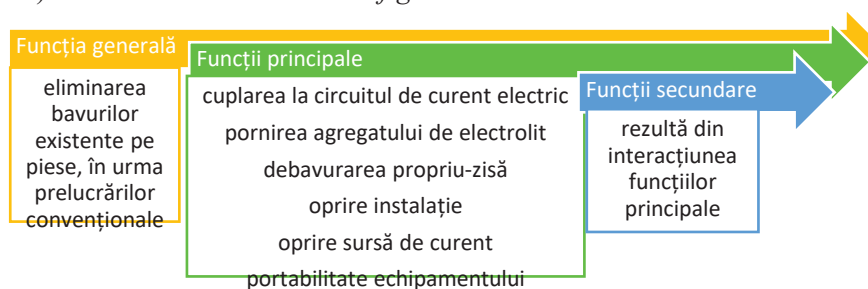 Funcția generală
eliminarea
bavurilor
existente pe
piese, în urma
prelucrărilor
convenționale
Funcții principale
cuplarea la circuitul de curent electric
pornirea agregatului de electrolit
debavurarea propriu-zisă
oprire instalație
oprire sursă de curent
portabilitate echipamentului
Funcții secundare
rezultă din
interacțiunea
funcțiilor
principale